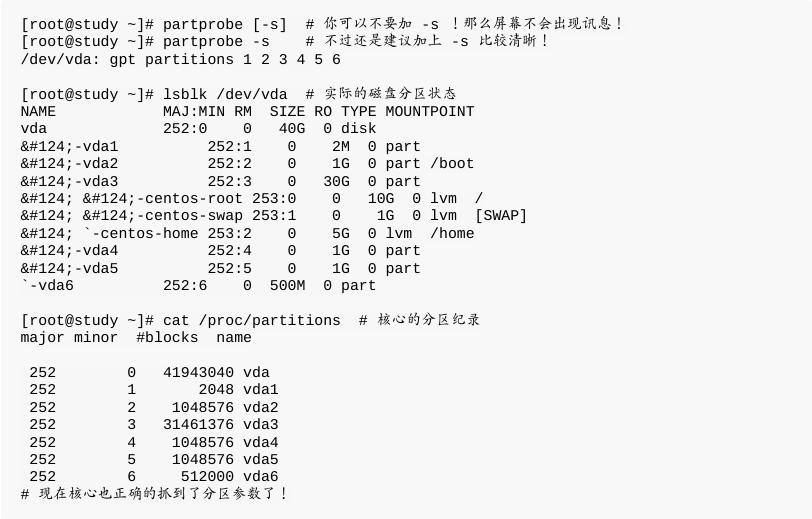 [root@study ~]# partprobe [-s]  # 你可以不要加 -s ！那么屏幕不会出现讯息！
[root@study ~]# partprobe -s    # 不过还是建议加上 -s 比较清晰！
/dev/vda: gpt partitions 1 2 3 4 5 6
[root@study ~]# lsblk /dev/vda  # 实际的磁盘分区状态
NAME            MAJ:MIN RM  SIZE RO TYPE MOUNTPOINT
vda             252:0    0   40G  0 disk
&#124;-vda1          252:1    0    2M  0 part
&#124;-vda2          252:2    0    1G  0 part /boot
&#124;-vda3          252:3    0   30G  0 part
&#124; &#124;-centos-root 253:0    0   10G  0 lvm  /
&#124; &#124;-centos-swap 253:1    0    1G  0 lvm  [SWAP]
&#124; `-centos-home 253:2    0    5G  0 lvm  /home
&#124;-vda4          252:4    0    1G  0 part
&#124;-vda5          252:5    0    1G  0 part
`-vda6          252:6    0  500M  0 part
[root@study ~]# cat /proc/partitions  # 核心的分区纪录
major minor  #blocks  name
 252        0   41943040 vda
 252        1       2048 vda1
 252        2    1048576 vda2
 252        3   31461376 vda3
 252        4    1048576 vda4
 252        5    1048576 vda5
 252        6     512000 vda6
# 现在核心也正确的抓到了分区参数了！